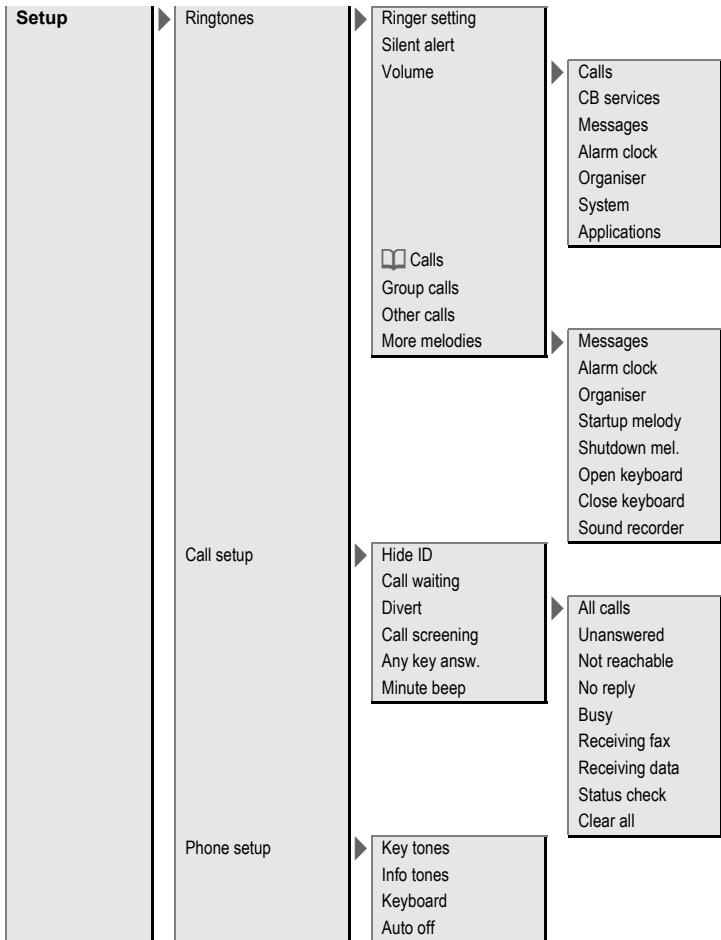 Setup
Ringtones
Ringer setting
Silent alert
Volume
Calls
CB services
Messages
Alarm clock
Organiser
System
Applications
Calls
Group calls
Other calls
More melodies
Messages
Alarm clock
Organiser
Startup melody
Shutdown mel.
Open keyboard
Close keyboard
Sound recorder
Call setup
Hide ID
Call waiting
Divert
Call screening
Any key answ.
Minute beep
All calls
Unanswered
Not reachable
No reply
Busy
Receiving fax
Receiving data
Status check
Clear all
Phone setup
Key tones
Info tones
Keyboard
Auto off